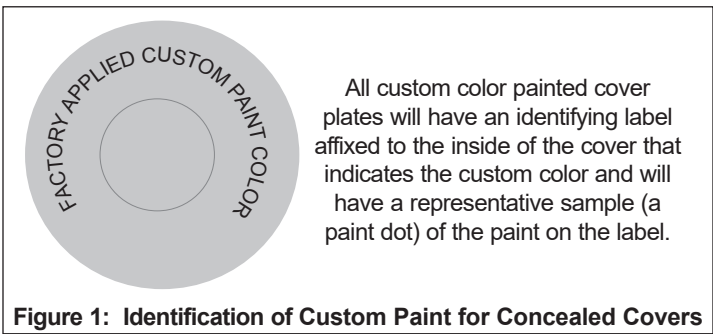 FACTORY APPLIED CUSTOM PAINT COLOR
All custom color painted cover
plates will have an identifying label
affixed to the inside of the cover that
indicates the custom color and will
have a representative sample (a
paint dot) of the paint on the label.
Figure 1: Identification of Custom Paint for Concealed Covers